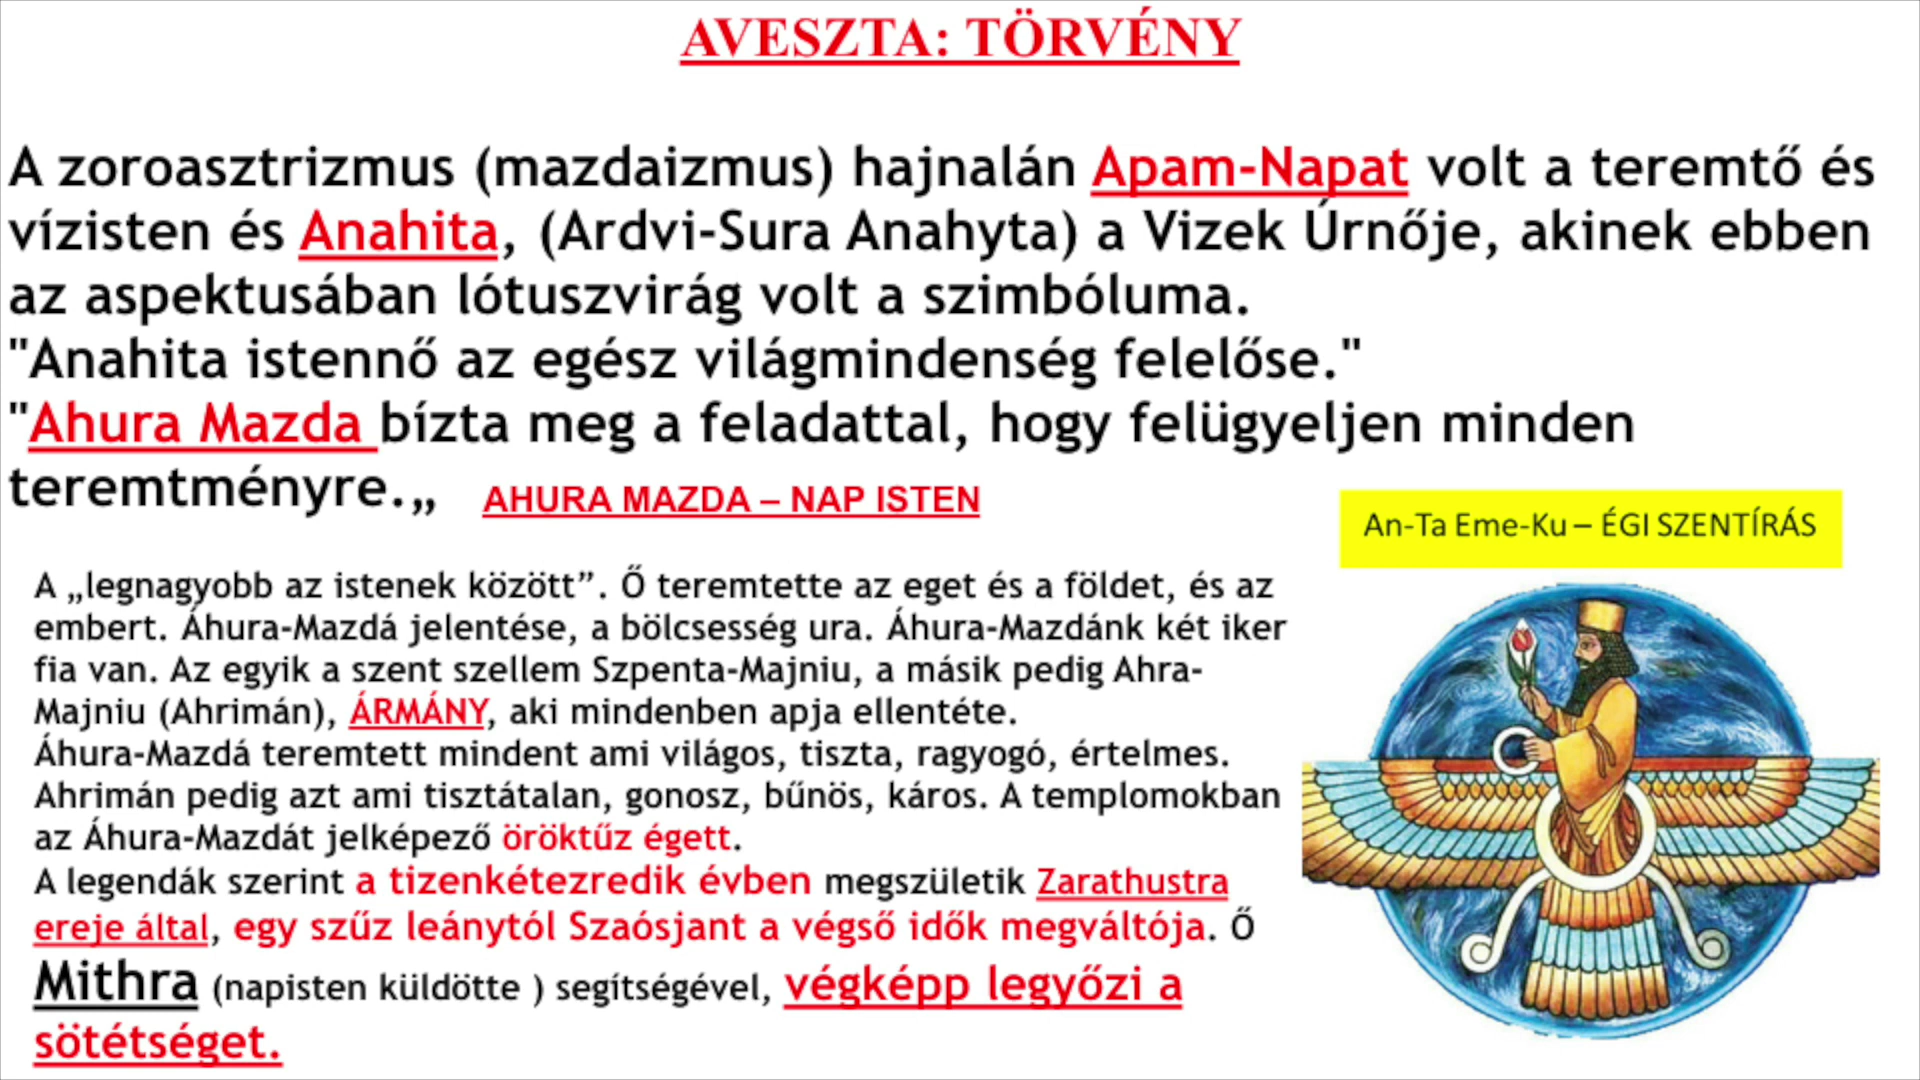 AVESZTA: TÖRVÉNY
A zoroasztrizmus (mazdaizmus) hajnalán Apam-Napat volt a teremtő és
vízisten és Anahita, (Ardvi-Sura Anahyta) a Vizek Úrnője, akinek ebben
az aspektusában lótuszvirág volt a szimbóluma.
"Anahita istennő az egész világmindenség felelőse."
"Ahura Mazda bízta meg a feladattal, hogy felügyeljen minden
teremtményre.„
AHURA MAZDA – NAP ISTEN
An-Ta Eme-Ku – ÉGI SZENTÍRÁS
A „legnagyobb az istenek között”. Ő teremtette az eget és a földet, és az
embert. Áhura-Mazdá jelentése, a bölcsesség ura. Áhura-Mazdánk két iker
fia van. Az egyik a szent szellem Szpenta-Majniu, a másik pedig Ahra-
Majniu (Ahrimán), ÁRMÁNY, aki mindenben apja ellentéte.
Áhura-Mazdá teremtett mindent ami világos, tiszta, ragyogó, értelmes.
Ahrimán pedig azt ami tisztátalan, gonosz, bűnös, káros. A templomokban
az Áhura-Mazdát jelképező öröktűz égett.
A legendák szerint a tizenkétezredik évben megszületik Zarathustra
ereje által, egy szűz leánytól Szaósjant a végső idők megváltója. Ő
Mithra (napisten küldötte ) segítségével, végképp legyőzi a
sötétséget.